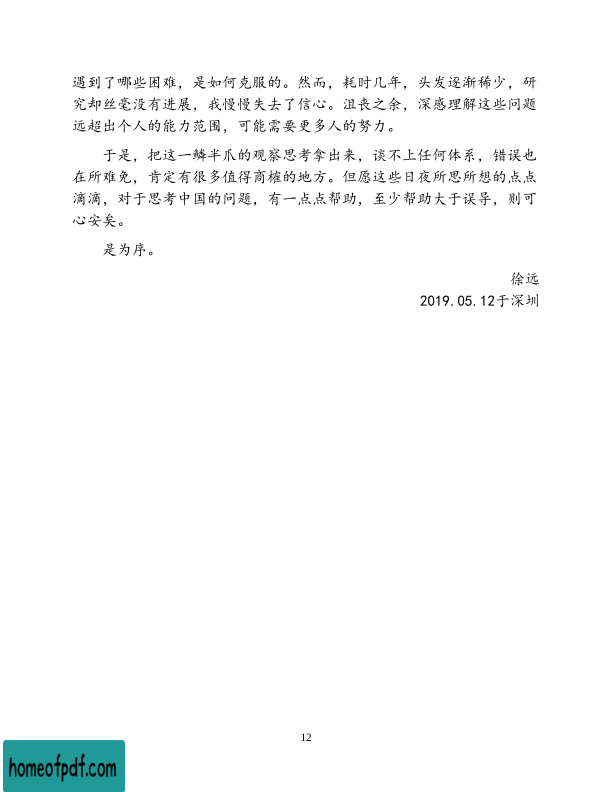 遇到了哪些困难，是如何克服的。然而，耗时几年，头发逐渐稀少，研
究却丝毫没有进展，我慢慢失去了信心。沮丧之余，深感理解这些问题
远超出个人的能力范围，可能需要更多人的努力。
于是，把这一鳞半爪的观察思考拿出来，谈不上任何体系，错误也
在所难免，肯定有很多值得商榷的地方。但愿这些日夜所思所想的点点
滴滴，对于思考中国的问题，有一点点帮助，至少帮助大于误导，则可
心安矣。
是为序。
徐远
2019.05.12于深圳
12
homeofpdf.com